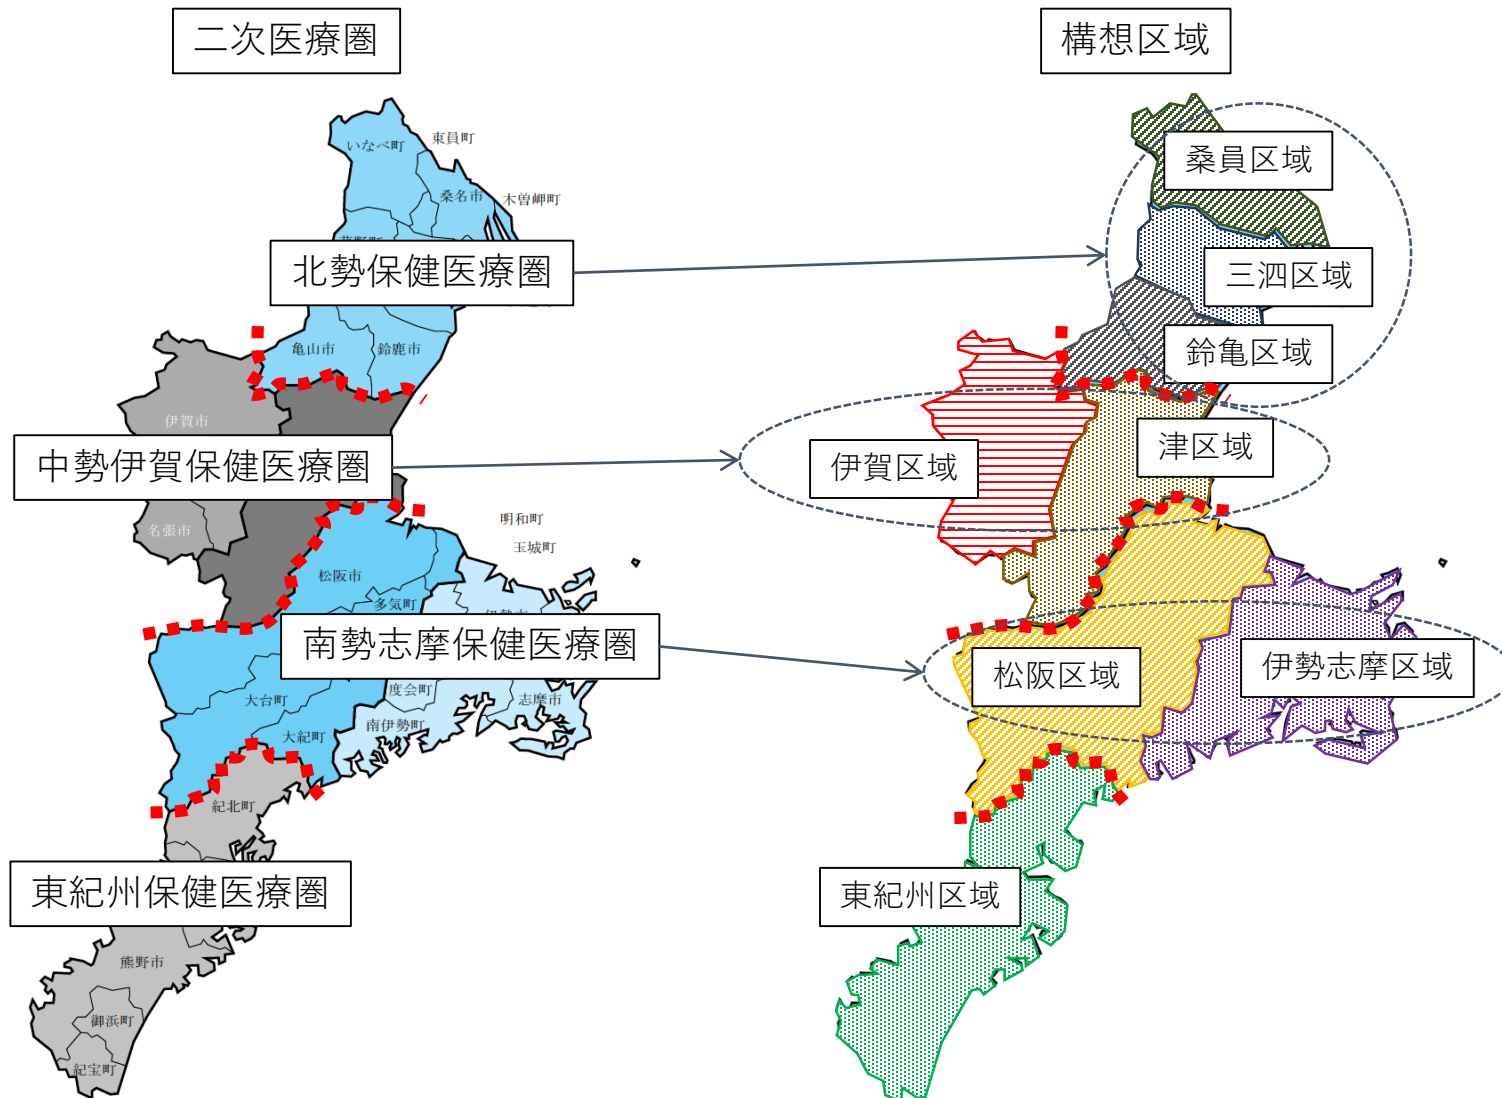 二次医療圏
構想区域
いなべ町
東員町
桑名市
木曽岬町
北勢保健医療圏
亀山市
鈴鹿市
伊賀市
中勢伊賀保健医療圏
名張市
明和町
玉城町
松阪市
多気町
南勢志摩保健医療圏
度会町
志摩市
大台町
南伊勢町
大紀町
紀北町
東紀州保健医療圏
熊野市
御浜町
紀宝町
桑員区域
三泗区域
鈴亀区域
津区域
伊賀区域
松阪区域
伊勢志摩区域
東紀州区域